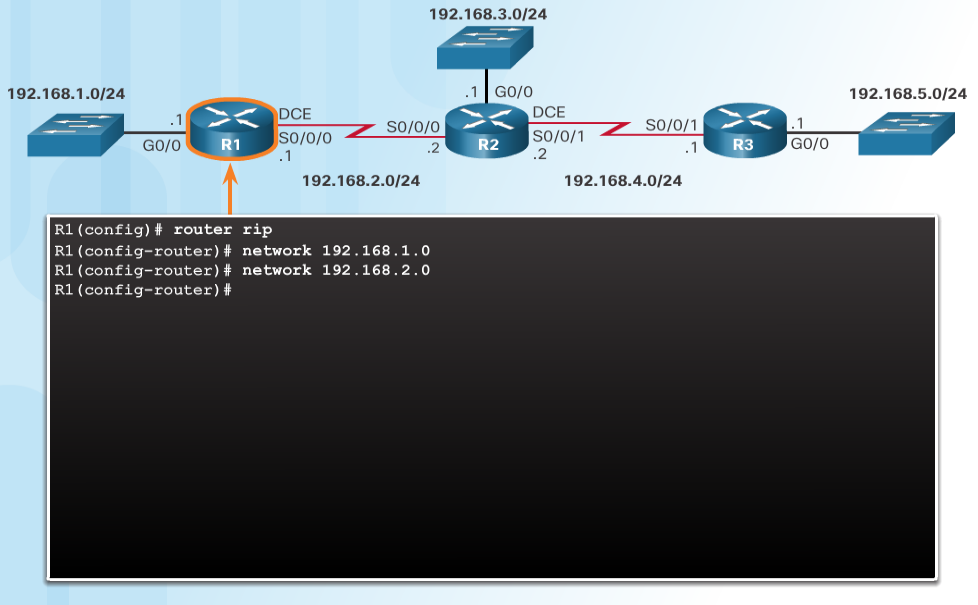 192.168.3.0/24
192.168.1.0/24
192.168.5.0/24
.1 G0/0
.1
DCE
DCE
.1
G0/0
R1
S0/0/0
S0/0/0
R2
S0/0/1
S0/0/1
R3
G0/0
.1
.2
.2
.1
192.168.2.0/24
192.168.4.0/24
R1(config)# router rip
R1(config-router)# network 192.168.1.0
R1(config-router)# network 192.168.2.0
R1(config-router)#